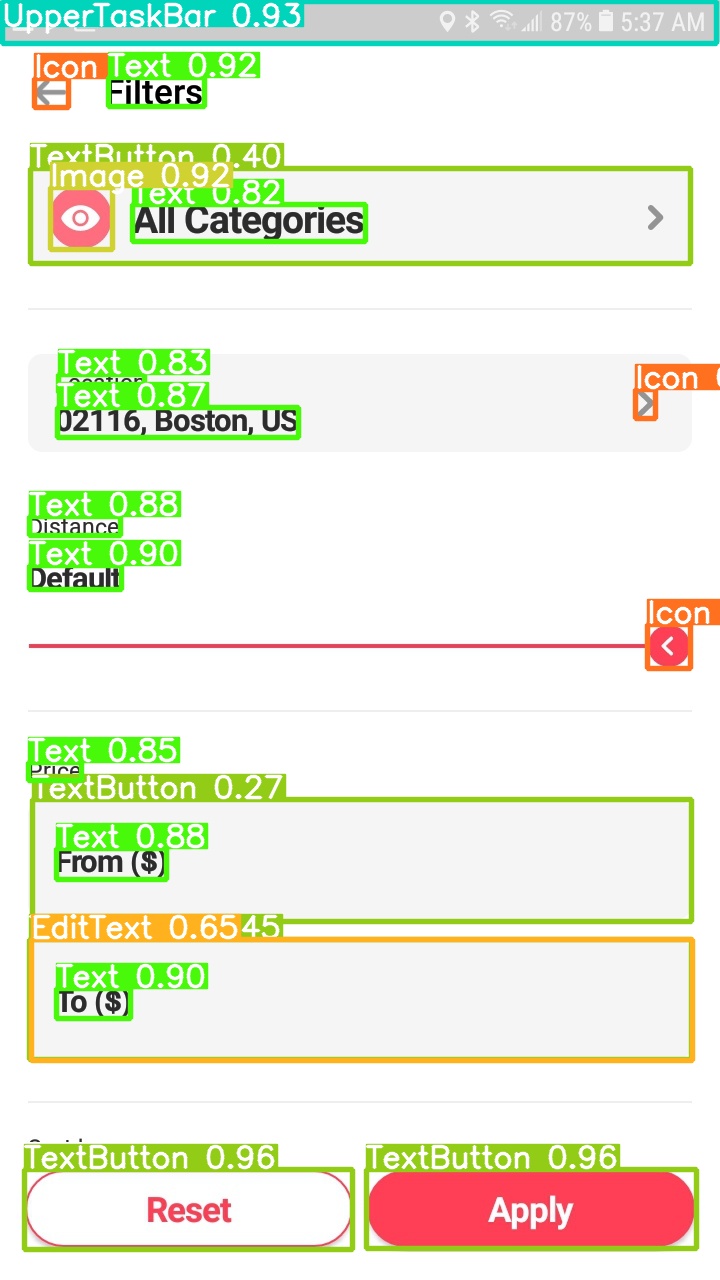 UpperTaskBar 0.93
87% 5:37 AM
Icon Text 0.92
Filters
TextButton 0.40
Image 0.92
Text 0.82
All Categories
Text 0.83
Location
Icon
Text 0.87
02116, Boston, US
Text 0.88
Distance
Text 0.90
Default
Icon
Text 0.85
Price
TextButton 0.27
Text 0.88
From ($)
EditText 0.65 45
Text 0.90
To ($)
TextButton 0.96 TextButton 0.96
Reset Apply